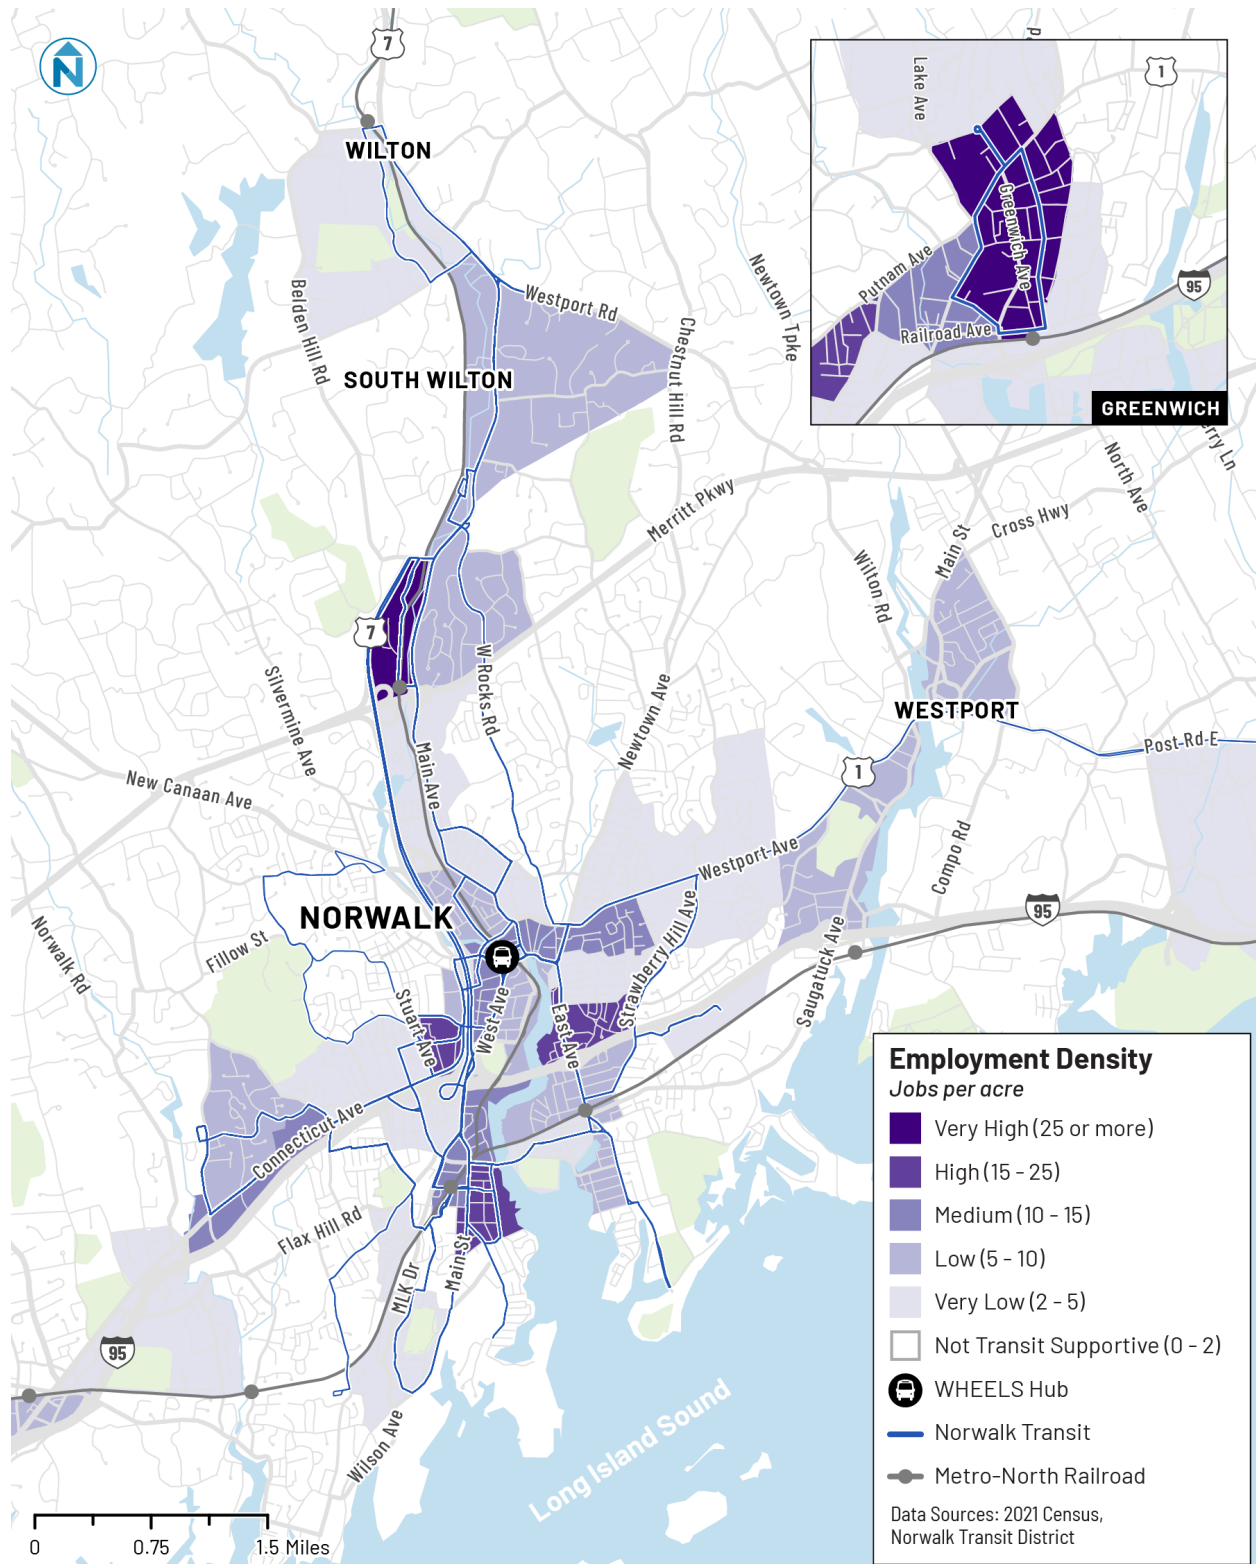 N
7
WILTON
Westport Rd
Belden Hill Rd
SOUTH WILTON
Chestnut Hill Rd
Newtown Tpke
Lake Ave
1
Greenwich Ave
Putnam Ave
Railroad Ave
95
GREENWICH
erry Ln
North Ave
Merritt Pkwy
Cross Hwy
Main St
Wilton Rd
7
W Rocks Rd
Silvermine Ave
Newtown Ave
WESTPORT
Post Rd E
Main Ave
1
New Canaan Ave
Westport Ave
Compo Rd
NORWALK
95
Norwalk Rd
Fillow St
Strawberry Hill Ave
Saugatuck Ave
Stuart Ave
West Ave
East Ave
Connecticut Ave
Flax Hill Rd
MLK Dr
Main St
95
Wilson Ave
Long Island Sound
Employment Density
Jobs per acre
Very High (25 or more)
High (15 - 25)
Medium (10 - 15)
Low (5 - 10)
Very Low (2 - 5)
Not Transit Supportive (0 - 2)
WHEELS Hub
Norwalk Transit
Metro-North Railroad
Data Sources: 2021 Census,
Norwalk Transit District
0 0.75 1.5 Miles